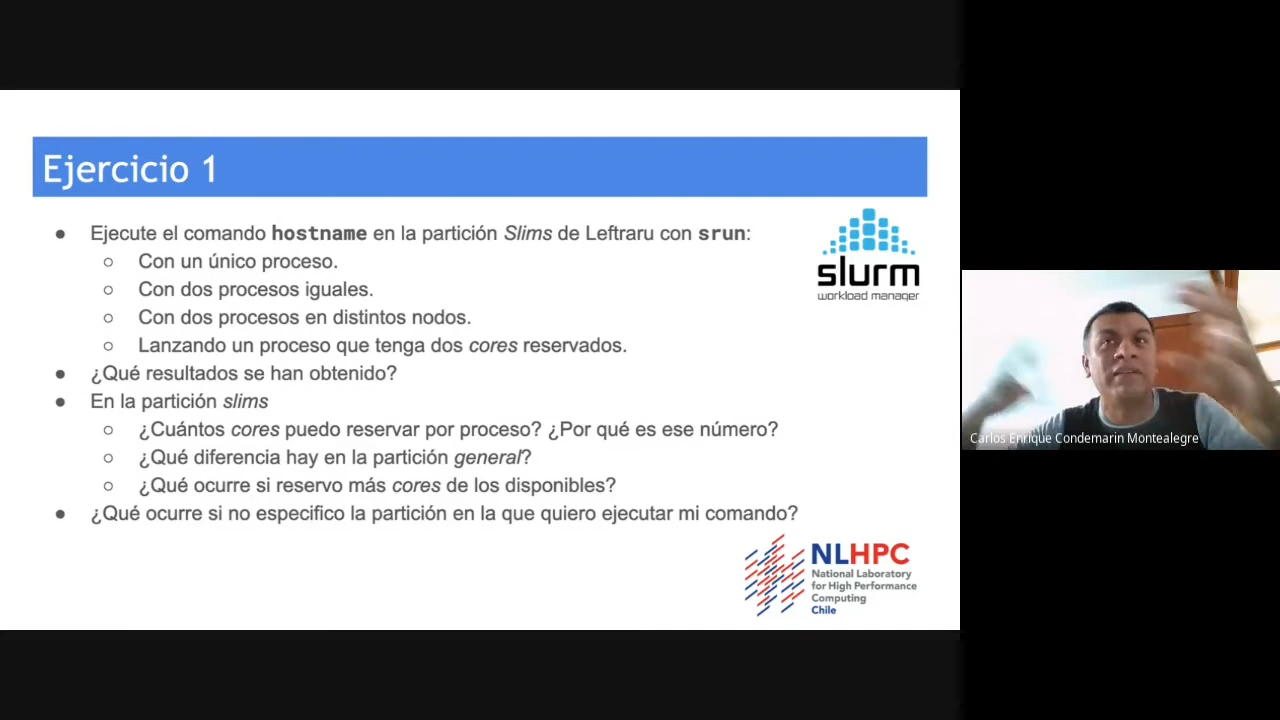 Ejercicio 1
● Ejecute el comando hostname en la partición Slims de Leftraru con srun:
○ Con un único proceso.
○ Con dos procesos iguales.
○ Con dos procesos en distintos nodos.
○ Lanzando un proceso que tenga dos cores reservados.
● ¿Qué resultados se han obtenido?
● En la partición slims
○ ¿Cuántos cores puedo reservar por proceso? ¿Por qué es ese número?
○ ¿Qué diferencia hay en la partición general?
○ ¿Qué ocurre si reservo más cores de los disponibles?
● ¿Qué ocurre si no especifico la partición en la que quiero ejecutar mi comando?
slurm
workload manager
NLHPC
National Laboratory
for High Performance
Computing
Chile
Carlos Enrique Condemarin Montealegre